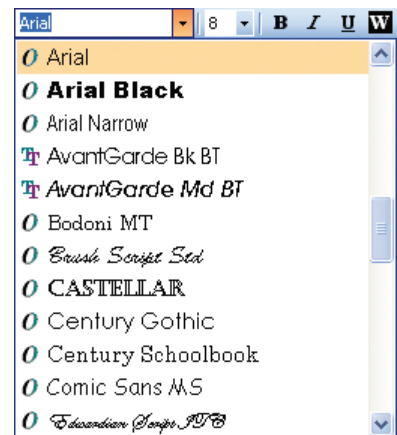 Arial 8 B I U W
Arial
Arial Black
Arial Narrow
AvantGarde Bk BT
AvantGarde Md BT
Bodoni MT
Brush Script Std
CASTELLAR
Century Gothic
Century Schoolbook
Comic Sans MS
Edwardian Script ITC